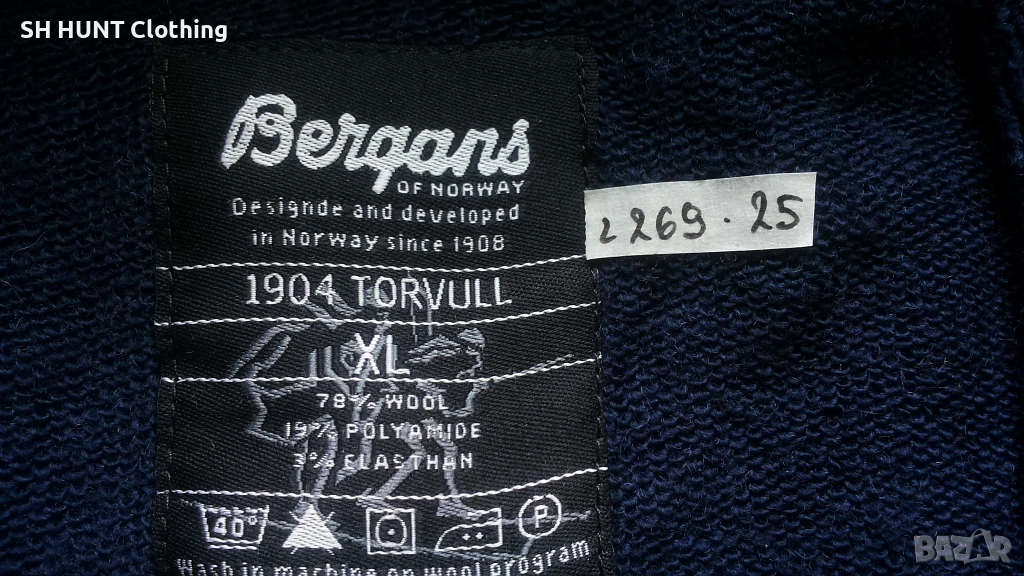 SH HUNT Clothing
Bergans
OF NORWAY
Designde and developed
in Norway since 1908
2269.25
1904 TORVULL
XL
78% WOOL
19% POLYAMIDE
3% ELASTHAN
40°
P
Wash in machine on wool program
BAZAR